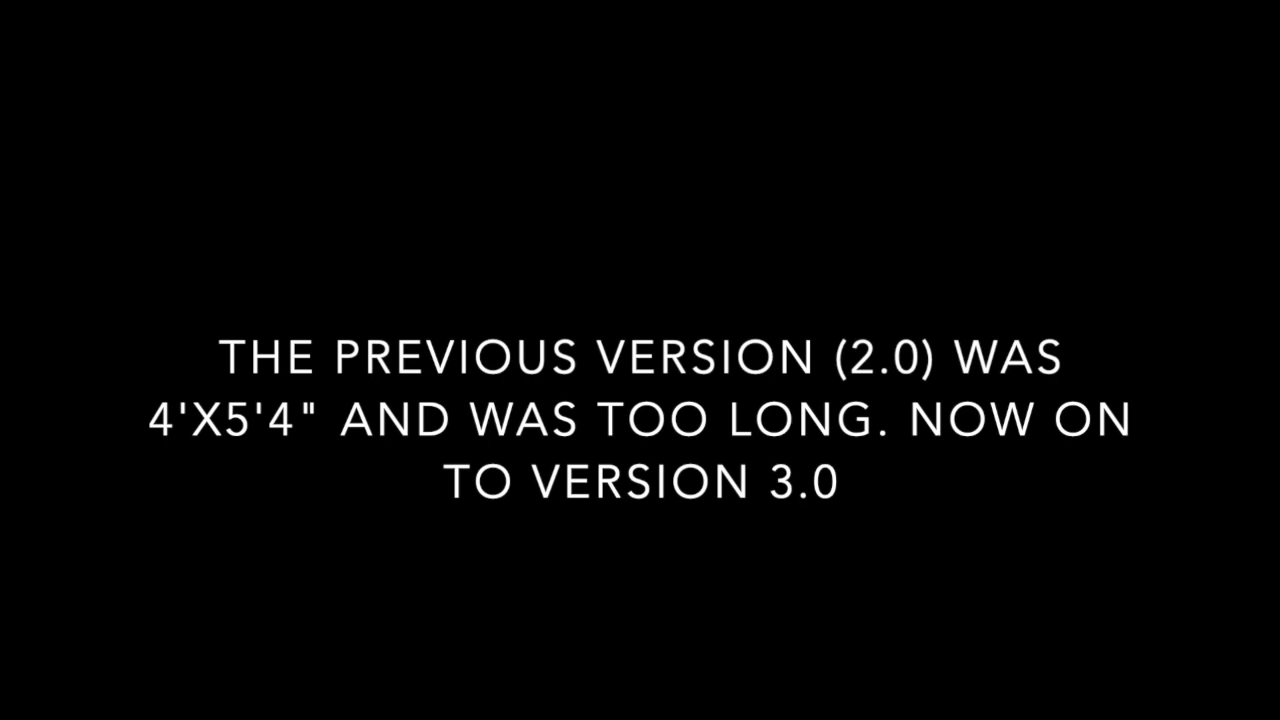 THE PREVIOUS VERSION (2.0) WAS
4'X5'4" AND WAS TOO LONG. NOW ON
TO VERSION 3.0